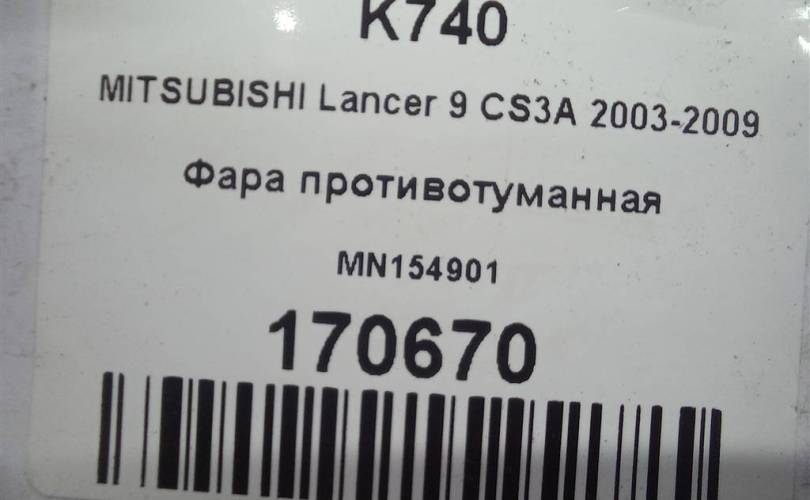 K740
MITSUBISHI Lancer 9 CS3A 2003-2009
Фара противотуманная
MN154901
170670